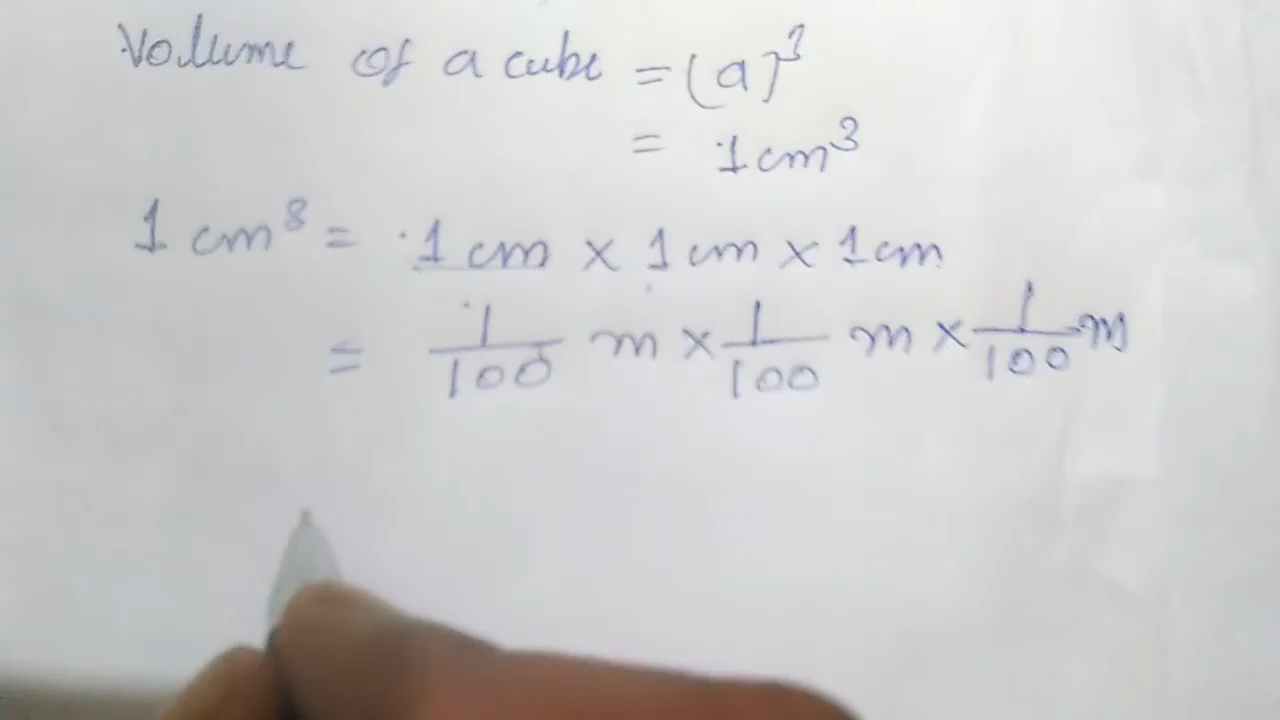 Volume of a cube = (a)³
= 1cm³
1 cm³ = 1 cm × 1 cm × 1 cm
= 1/100 m × 1/100 m × 1/100 m